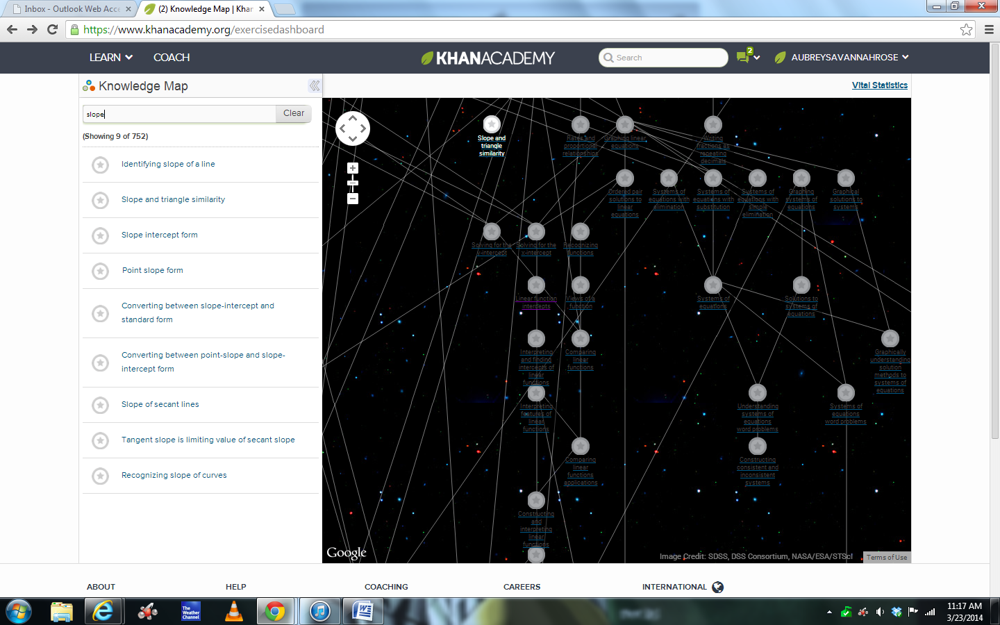 Inbox - Outlook Web Acce
(2) Knowledge Map | Khan
https://www.khanacademy.org/exercisedashboard
LEARN
COACH
KHANACADEMY
Search
2
AUBREYSAVANNAHROSE
Knowledge Map
Vital Statistics
slope
Clear
(Showing 9 of 752)
Identifying slope of a line
Slope and triangle similarity
Slope intercept form
Point slope form
Converting between slope-intercept and
standard form
Converting between point-slope and slope-
intercept form
Slope of secant lines
Tangent slope is limiting value of secant slope
Recognizing slope of curves
Slope and
triangle
similarity
Rates and
proportional
relationships
Graphing linear
equations
Writing
fractions as
repeating
decimals
Ordered pair
solutions to
linear
equations
Systems of
equations with
elimination
Systems of
equations with
substitution
Systems of
equations with
simple
elimination
Graphing
systems of
equations
Graphical
solutions to
systems
Solving for the
y-intercept
Solving for the
x-intercept
Recognizing
functions
Linear function
intercepts
Views of a
function
Systems of
equations
Solutions to
systems of
equations
Interpreting
and finding
intercepts of
linear
functions
Comparing
linear
functions
Graphically
understanding
solution
methods to
systems of
equations
Interpreting
features of
linear
functions
Understanding
systems of
equations
word problems
Systems of
equations
word problems
Comparing
linear
functions
applications
Constructing
consistent and
inconsistent
systems
Constructing
and
interpreting
linear
functions
Google
Image Credit: SDSS, DSS Consortium, NASA/ESA/STScI
Terms of Use
ABOUT
HELP
COACHING
CAREERS
INTERNATIONAL
The
Weather
Channel
11:17 AM
3/23/2014